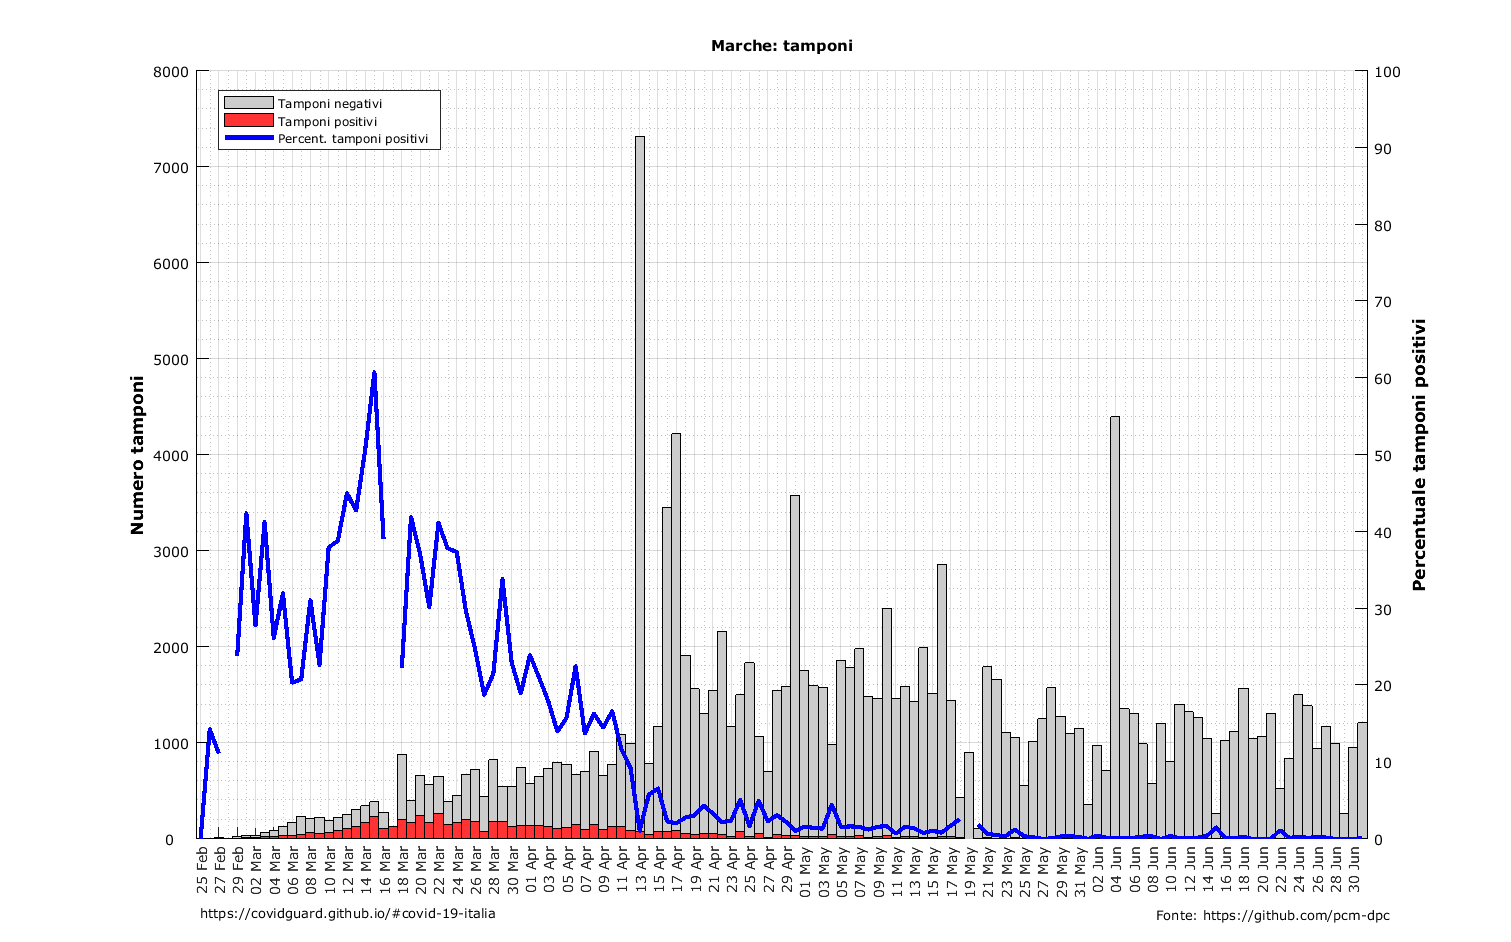 Marche: tamponi
Tamponi negativi
Tamponi positivi
Percent. tamponi positivi
Numero tamponi
8000
7000
6000
5000
4000
3000
2000
1000
0
100
90
80
70
60
50
40
30
20
10
0
Percentuale tamponi positivi
25 Feb
27 Feb
29 Feb
02 Mar
04 Mar
06 Mar
08 Mar
10 Mar
12 Mar
14 Mar
16 Mar
18 Mar
20 Mar
22 Mar
24 Mar
26 Mar
28 Mar
30 Mar
01 Apr
03 Apr
05 Apr
07 Apr
09 Apr
11 Apr
13 Apr
15 Apr
17 Apr
19 Apr
21 Apr
23 Apr
25 Apr
27 Apr
29 Apr
01 May
03 May
05 May
07 May
09 May
11 May
13 May
15 May
17 May
19 May
21 May
23 May
25 May
27 May
29 May
31 May
02 Jun
04 Jun
06 Jun
08 Jun
10 Jun
12 Jun
14 Jun
16 Jun
18 Jun
20 Jun
22 Jun
24 Jun
26 Jun
28 Jun
30 Jun
https://covidguard.github.io/#covid-19-italia
Fonte: https://github.com/pcm-dpc